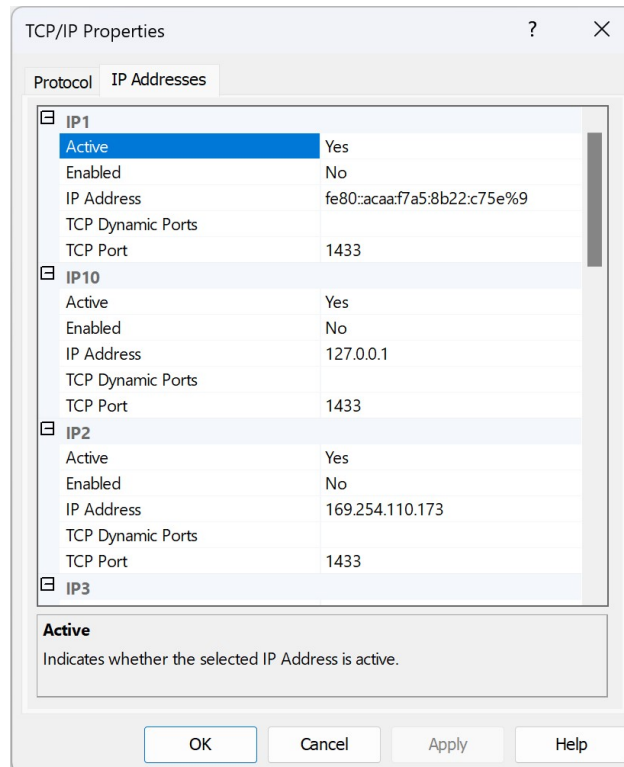 TCP/IP Properties ?
Protocol IP Addresses
IP1
Active Yes
Enabled No
IP Address fe80::acaa:f7a5:8b22:c75e%9
TCP Dynamic Ports
TCP Port 1433
IP10
Active Yes
Enabled No
IP Address 127.0.0.1
TCP Dynamic Ports
TCP Port 1433
IP2
Active Yes
Enabled No
IP Address 169.254.110.173
TCP Dynamic Ports
TCP Port 1433
IP3
Active
Indicates whether the selected IP Address is active.
OK Cancel Apply Help